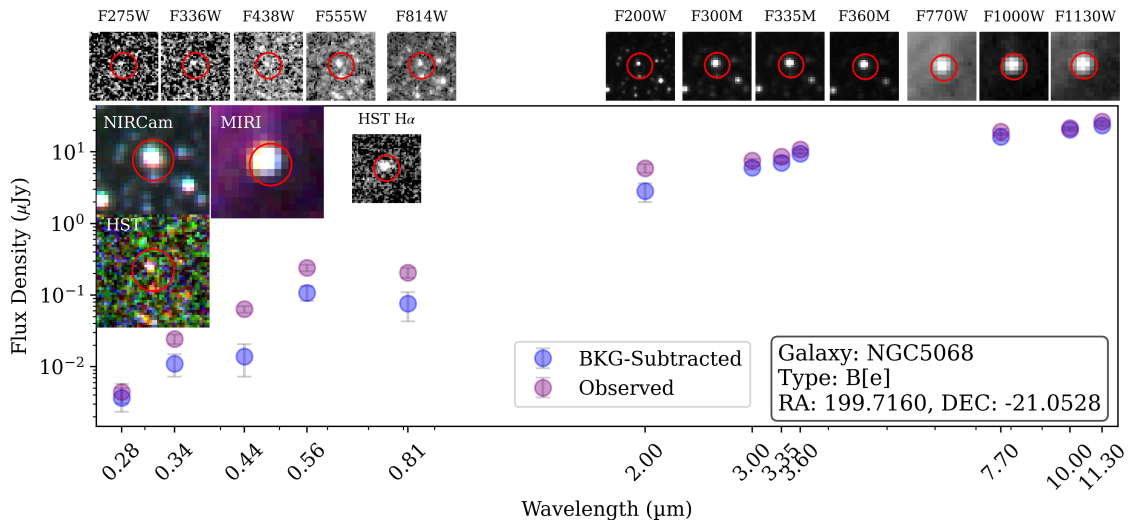 F275W F336W F438W F555W F814W F200W F300M F335M F360M F770W F1000W F1130W
NIRCam
MIRI
HST Hα
HST
Flux Density (μJy)
10¹
10⁰
10⁻¹
10⁻²
BKG-Subtracted
Observed
Galaxy: NGC5068
Type: B[e]
RA: 199.7160, DEC: -21.0528
0.28 0.34 0.44 0.56 0.81 2.00 3.00 3.35 3.60 7.70 10.00 11.30
Wavelength (μm)